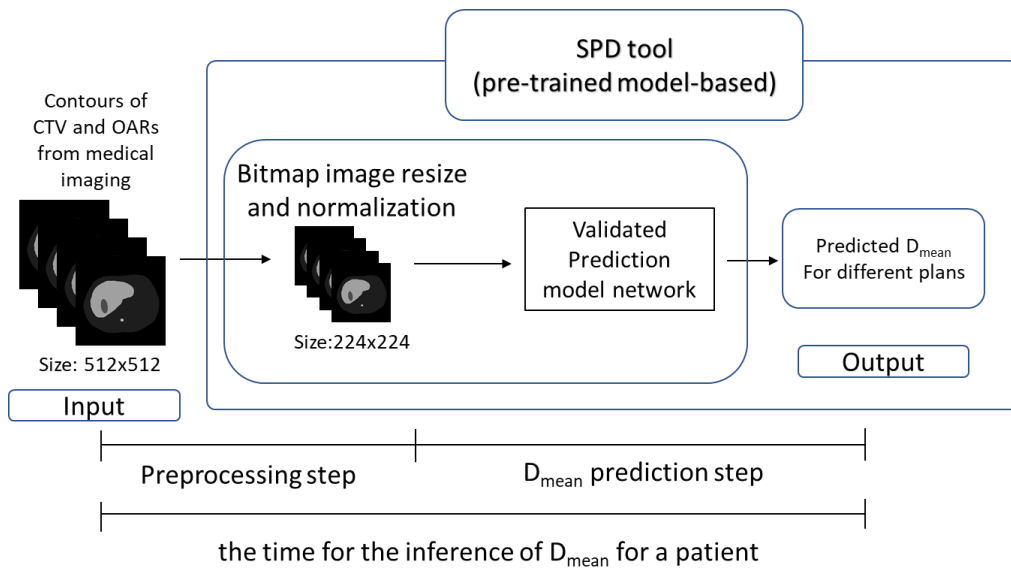 SPD tool
(pre-trained model-based)
Contours of
CTV and OARs
from medical
imaging
Size: 512x512
Input
Bitmap image resize
and normalization
Size:224x224
Validated
Prediction
model network
Predicted Dmean
For different plans
Output
Preprocessing step
Dmean prediction step
the time for the inference of Dmean for a patient